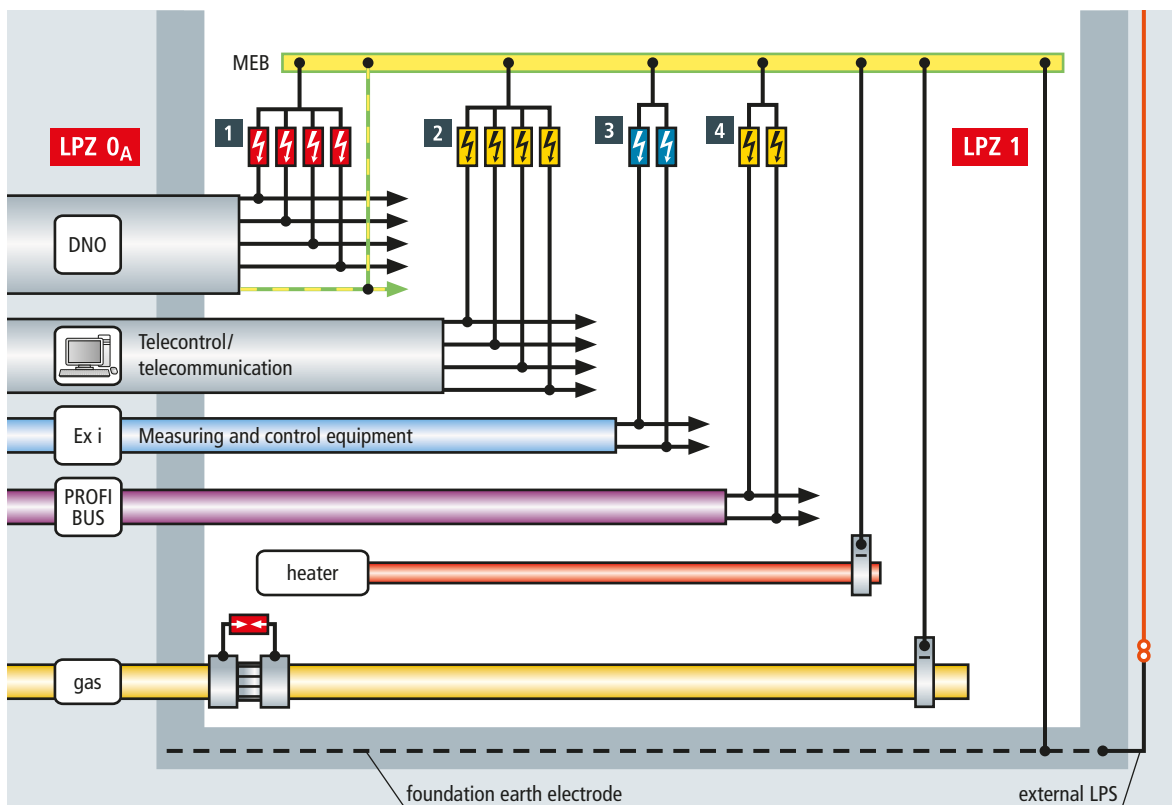 MEB
1
2
3
4
LPZ 0A
LPZ 1
DNO
Telecontrol/
telecommunication
Ex i
Measuring and control equipment
PROFI
BUS
heater
gas
foundation earth electrode
external LPS